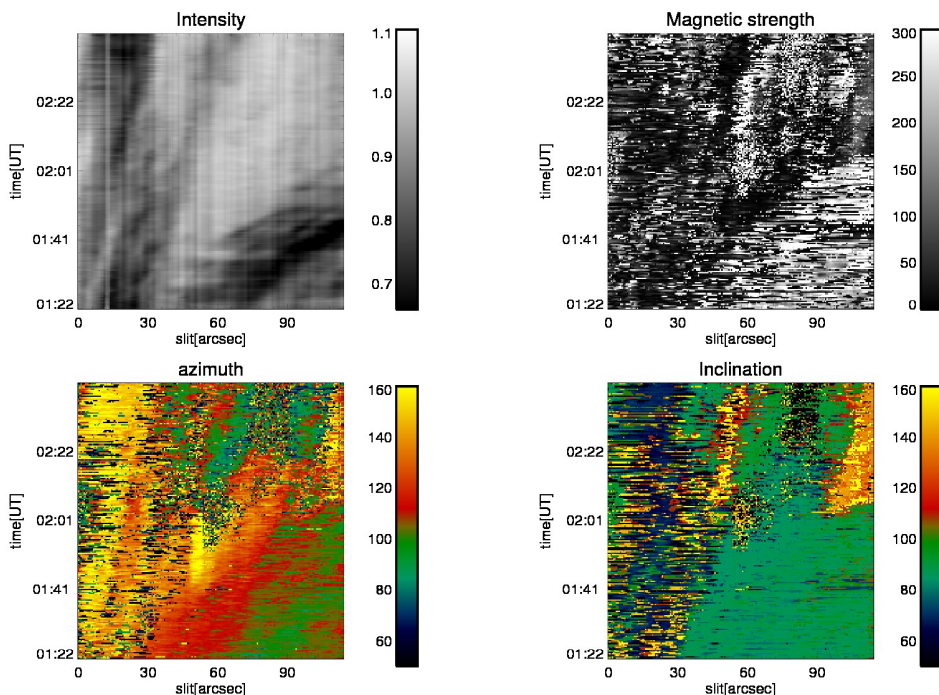 Intensity
time[UT]
02:22
02:01
01:41
01:22
0 30 60 90
slit[arcsec]
1.1
1.0
0.9
0.8
0.7
Magnetic strength
time[UT]
02:22
02:01
01:41
01:22
0 30 60 90
slit[arcsec]
300
250
200
150
100
50
0
azimuth
time[UT]
02:22
02:01
01:41
01:22
0 30 60 90
slit[arcsec]
160
140
120
100
80
60
Inclination
time[UT]
02:22
02:01
01:41
01:22
0 30 60 90
slit[arcsec]
160
140
120
100
80
60